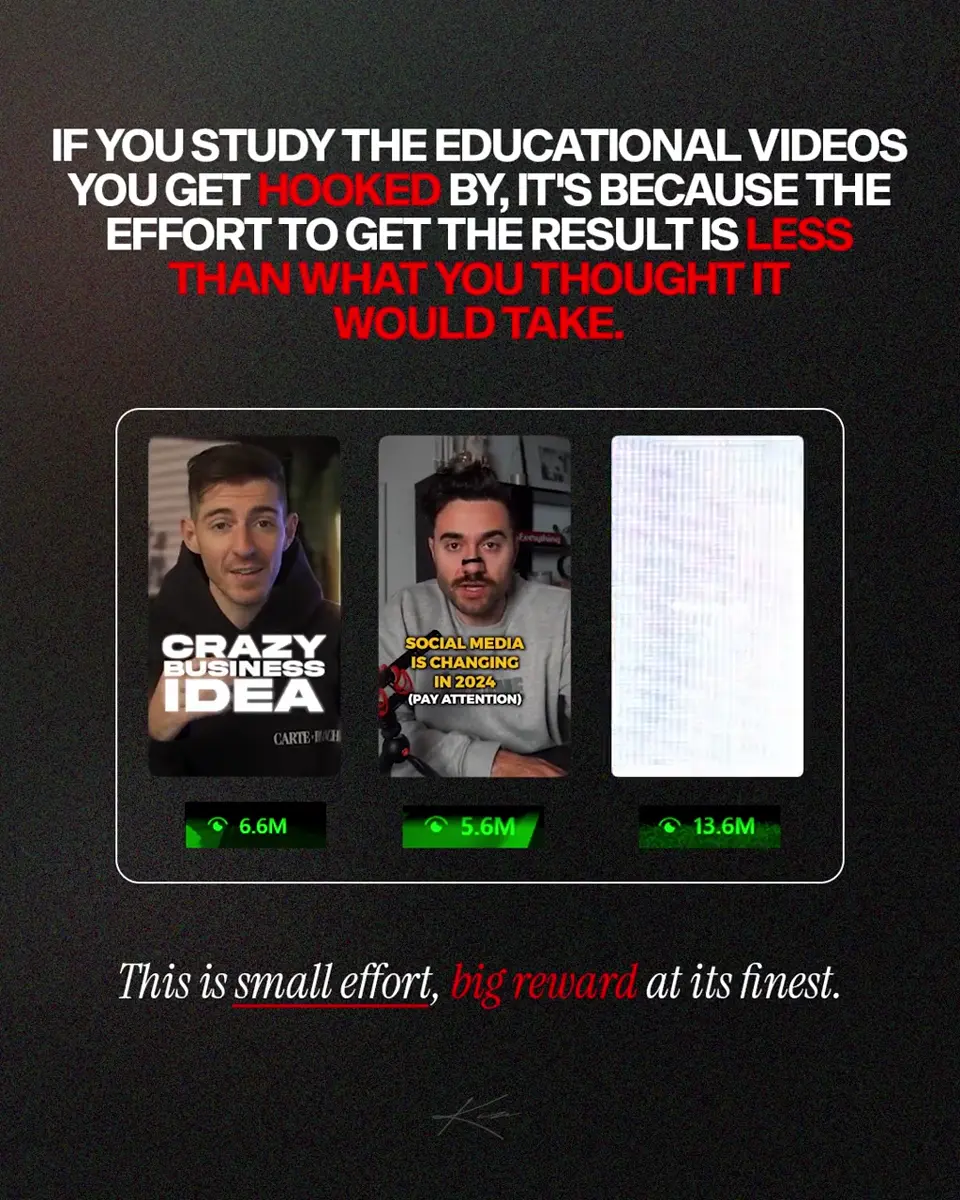 IF YOU STUDY THE EDUCATIONAL VIDEOS
YOU GET HOOKED BY, IT'S BECAUSE THE
EFFORT TO GET THE RESULT IS LESS
THAN WHAT YOU THOUGHT IT
WOULD TAKE.
Everything
CRAZY
BUSINESS
IDEA
SOCIAL MEDIA
IS CHANGING
IN 2024
(PAY ATTENTION)
6.6M
5.6M
13.6M
This is small effort, big reward at its finest.